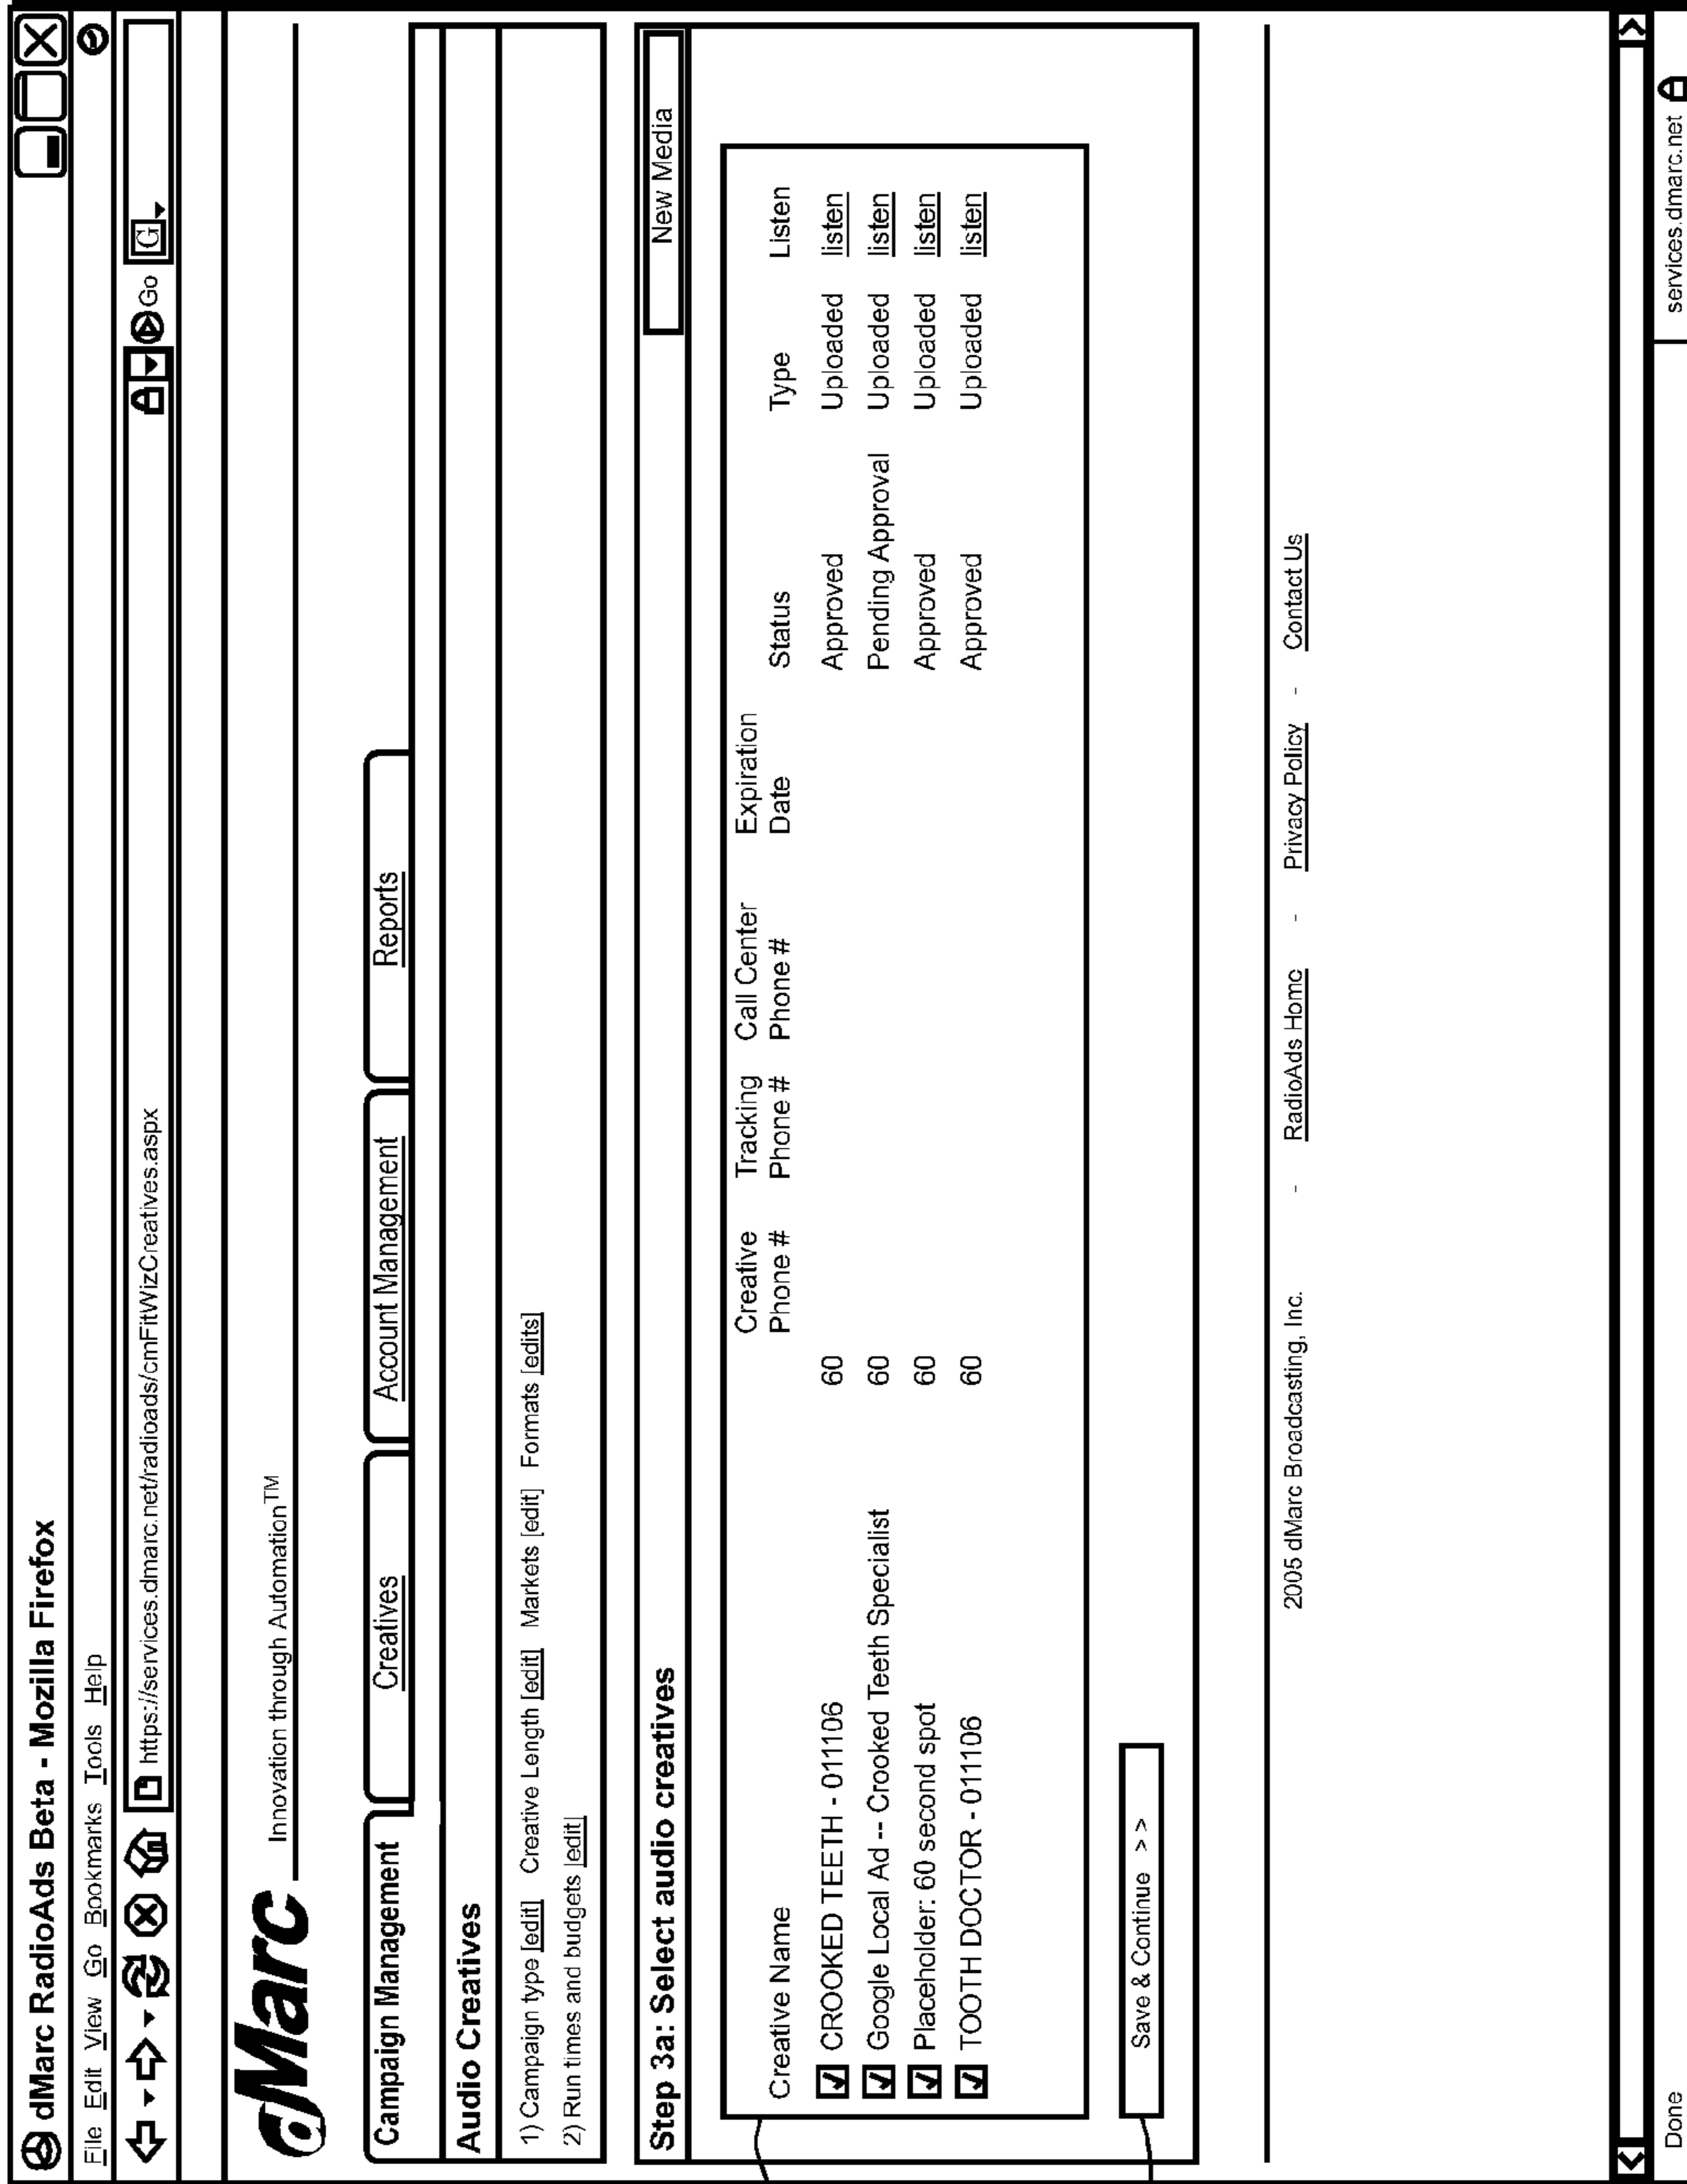 dMarc RadioAds Beta - Mozilla Firefox
File Edit View Go Bookmarks Tools Help
https://services.dmarc.net/radioads/cmFitWizCreatives.aspx Go G
dMarc Innovation through Automation™
Campaign Management Creatives Account Management Reports
Audio Creatives
1) Campaign type [edit] Creative Length [edit] Markets [edit] Formats [edits]
2) Run times and budgets [edit]
Step 3a: Select audio creatives New Media
Creative Tracking Call Center Expiration
Creative Name Phone # Phone # Phone # Date Status Type Listen
CROOKED TEETH - 011106 60 Approved Uploaded listen
Google Local Ad -- Crooked Teeth Specialist 60 Pending Approval Uploaded listen
Placeholder: 60 second spot 60 Approved Uploaded listen
TOOTH DOCTOR - 011106 60 Approved Uploaded listen
Save & Continue >>
2005 dMarc Broadcasting, Inc. - RadioAds Home - Privacy Policy - Contact Us
Done services.dmarc.net